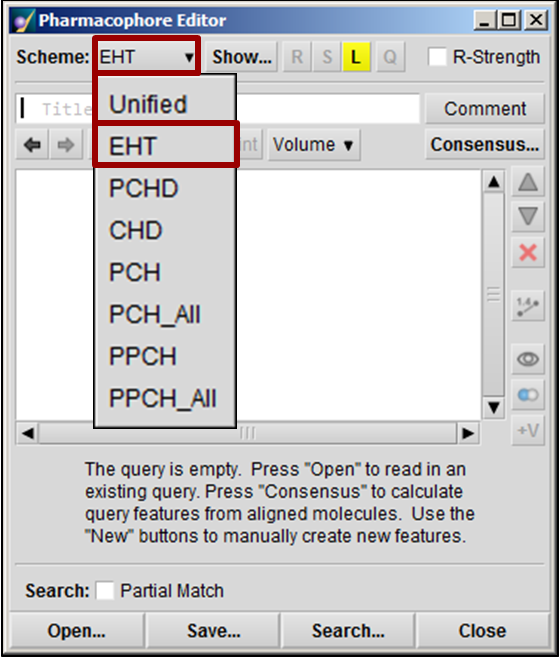 Pharmacophore Editor
Scheme: EHT Show... R S L Q R-Strength
Title
Comment
Unified
EHT
PCHD
CHD
PCH
PCH_All
PPCH
PPCH_All
Volume
Consensus...
1.4
+V
The query is empty. Press "Open" to read in an
existing query. Press "Consensus" to calculate
query features from aligned molecules. Use the
"New" buttons to manually create new features.
Search: Partial Match
Open... Save... Search... Close